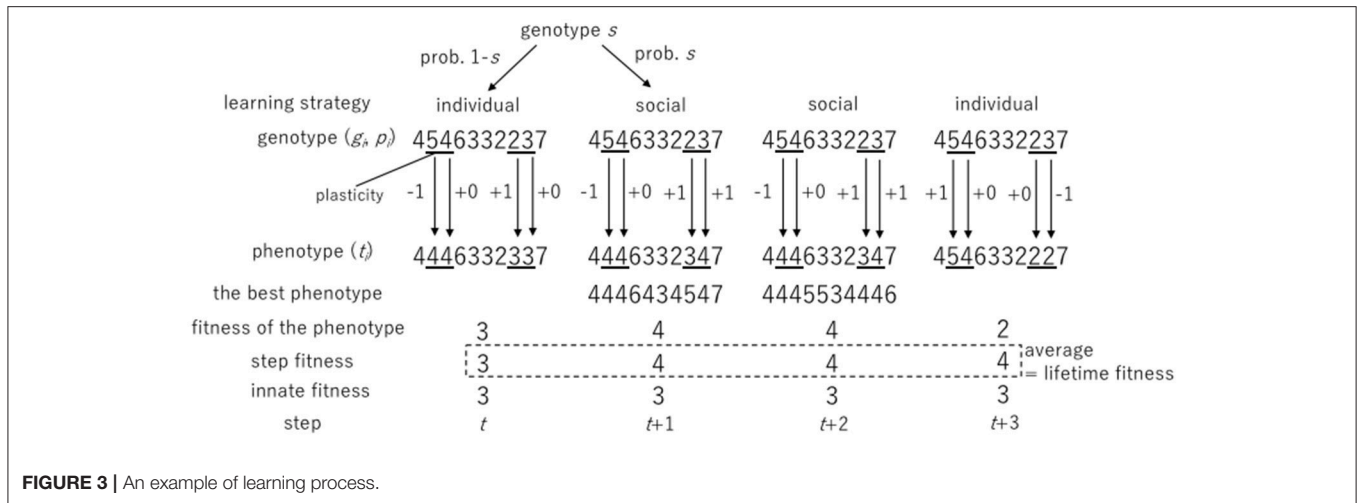 genotype s
prob. 1-s prob. s
learning strategy individual social social individual
genotype (gᵢ, pᵢ) 4546332237 4546332237 4546332237 4546332237
plasticity -1 +0 +1 +0 -1 +0 +1 +1 -1 +0 +1 +1 +1 +0 +0 -1
phenotype (tᵢ) 4446332337 4446332347 4446332347 4546332227
the best phenotype 4446434547 4445534446
fitness of the phenotype 3 4 4 2
step fitness 3 4 4 4 average
= lifetime fitness
innate fitness 3 3 3 3
step t t+1 t+2 t+3
FIGURE 3 | An example of learning process.